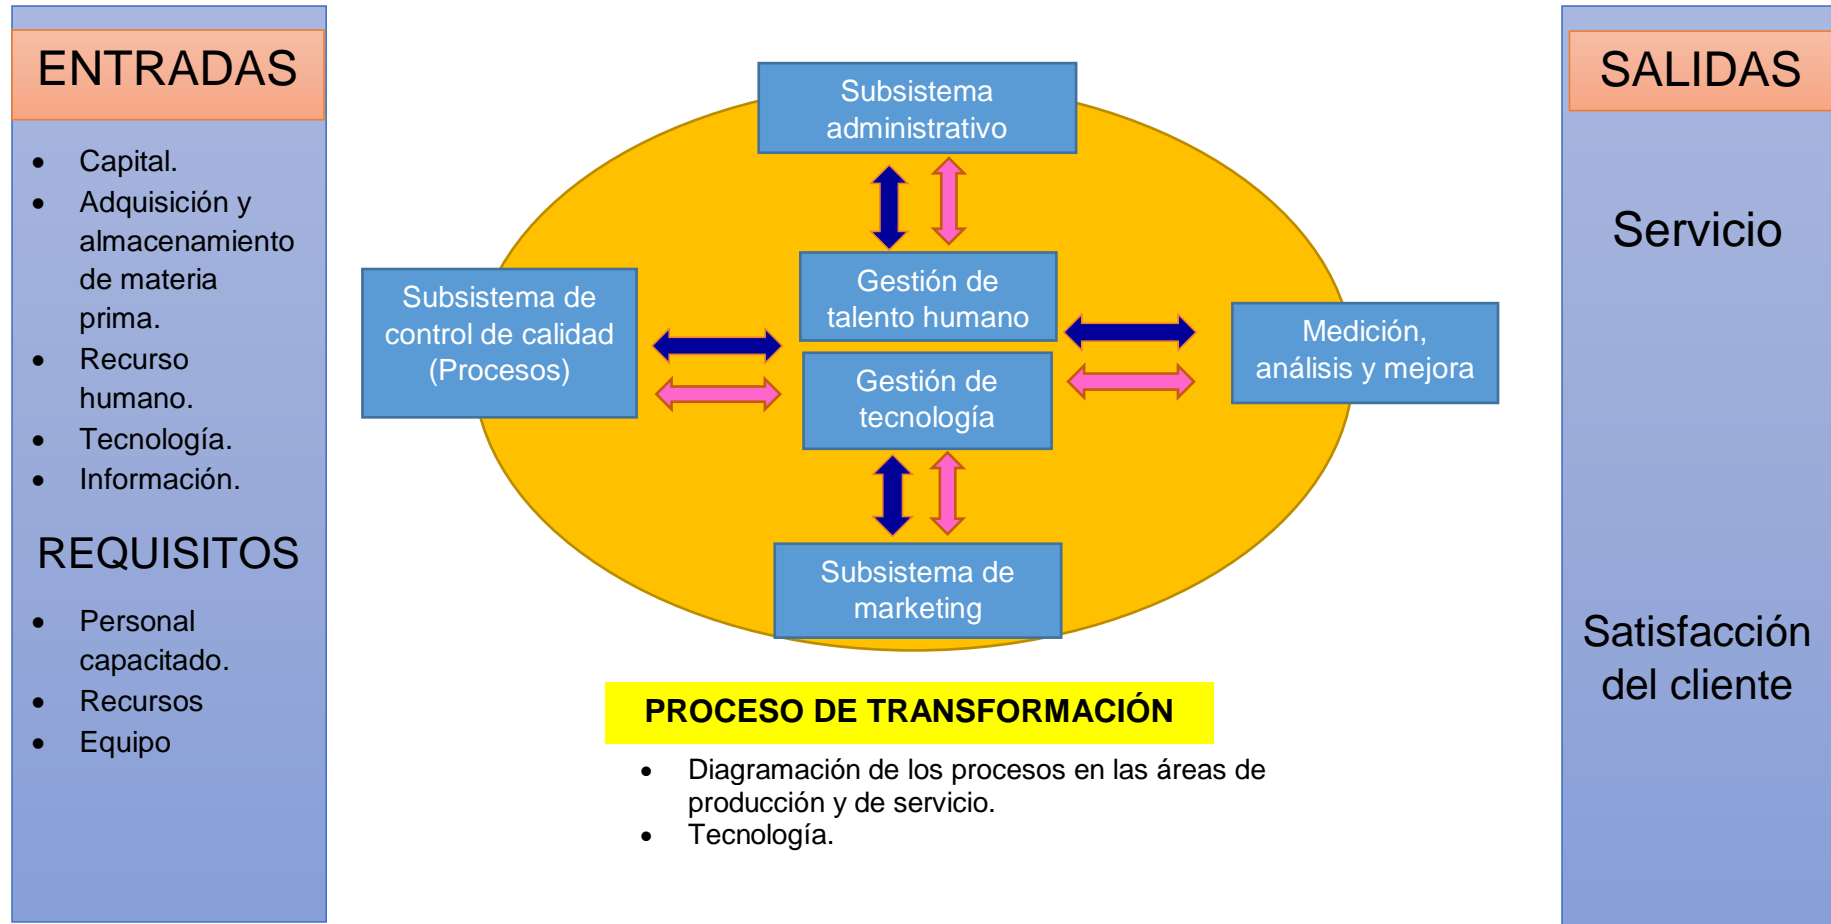 ENTRADAS
• Capital.
• Adquisición y
almacenamiento
de materia
prima.
• Recurso
humano.
• Tecnología.
• Información.
REQUISITOS
• Personal
capacitado.
• Recursos
• Equipo
Subsistema
administrativo
Subsistema de
control de calidad
(Procesos)
Gestión de
talento humano
Gestión de
tecnología
Medición,
análisis y mejora
Subsistema de
marketing
PROCESO DE TRANSFORMACIÓN
• Diagramación de los procesos en las áreas de
producción y de servicio.
• Tecnología.
SALIDAS
Servicio
Satisfacción
del cliente